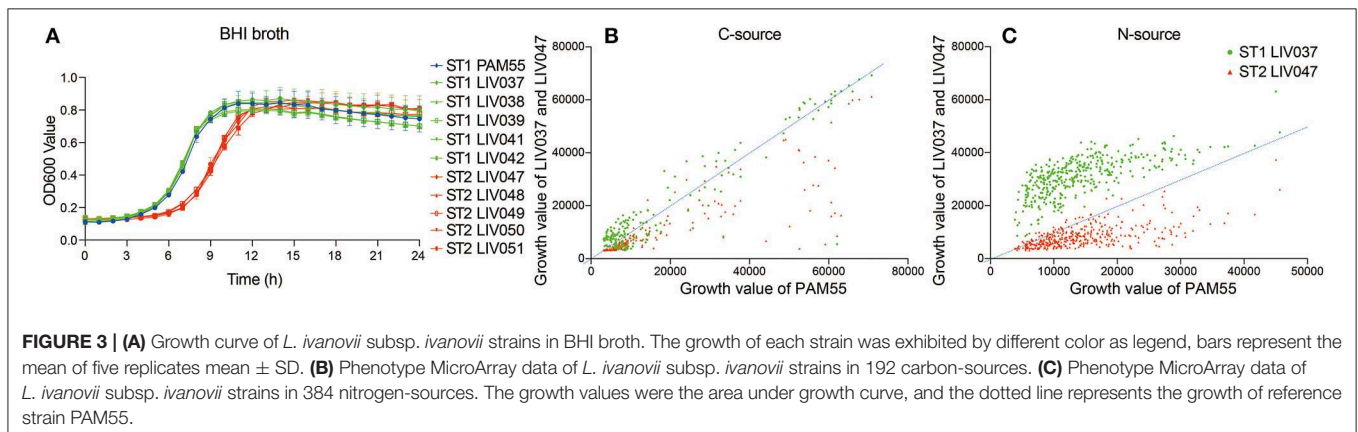 A
BHI broth
OD600 Value
1.0
0.8
0.6
0.4
0.2
0.0
0 3 6 9 12 15 18 21 24
Time (h)
ST1 PAM55
ST1 LIV037
ST1 LIV038
ST1 LIV039
ST1 LIV041
ST1 LIV042
ST2 LIV047
ST2 LIV048
ST2 LIV049
ST2 LIV050
ST2 LIV051
B
C-source
Growth value of LIV037 and LIV047
80000
60000
40000
20000
0
0 20000 40000 60000 80000
Growth value of PAM55
C
N-source
Growth value of LIV037 and LIV047
80000
60000
40000
20000
0
0 10000 20000 30000 40000 50000
Growth value of PAM55
ST1 LIV037
ST2 LIV047
FIGURE 3 | (A) Growth curve of L. ivanovii subsp. ivanovii strains in BHI broth. The growth of each strain was exhibited by different color as legend, bars represent the
mean of five replicates mean ± SD. (B) Phenotype MicroArray data of L. ivanovii subsp. ivanovii strains in 192 carbon-sources. (C) Phenotype MicroArray data of
L. ivanovii subsp. ivanovii strains in 384 nitrogen-sources. The growth values were the area under growth curve, and the dotted line represents the growth of reference
strain PAM55.